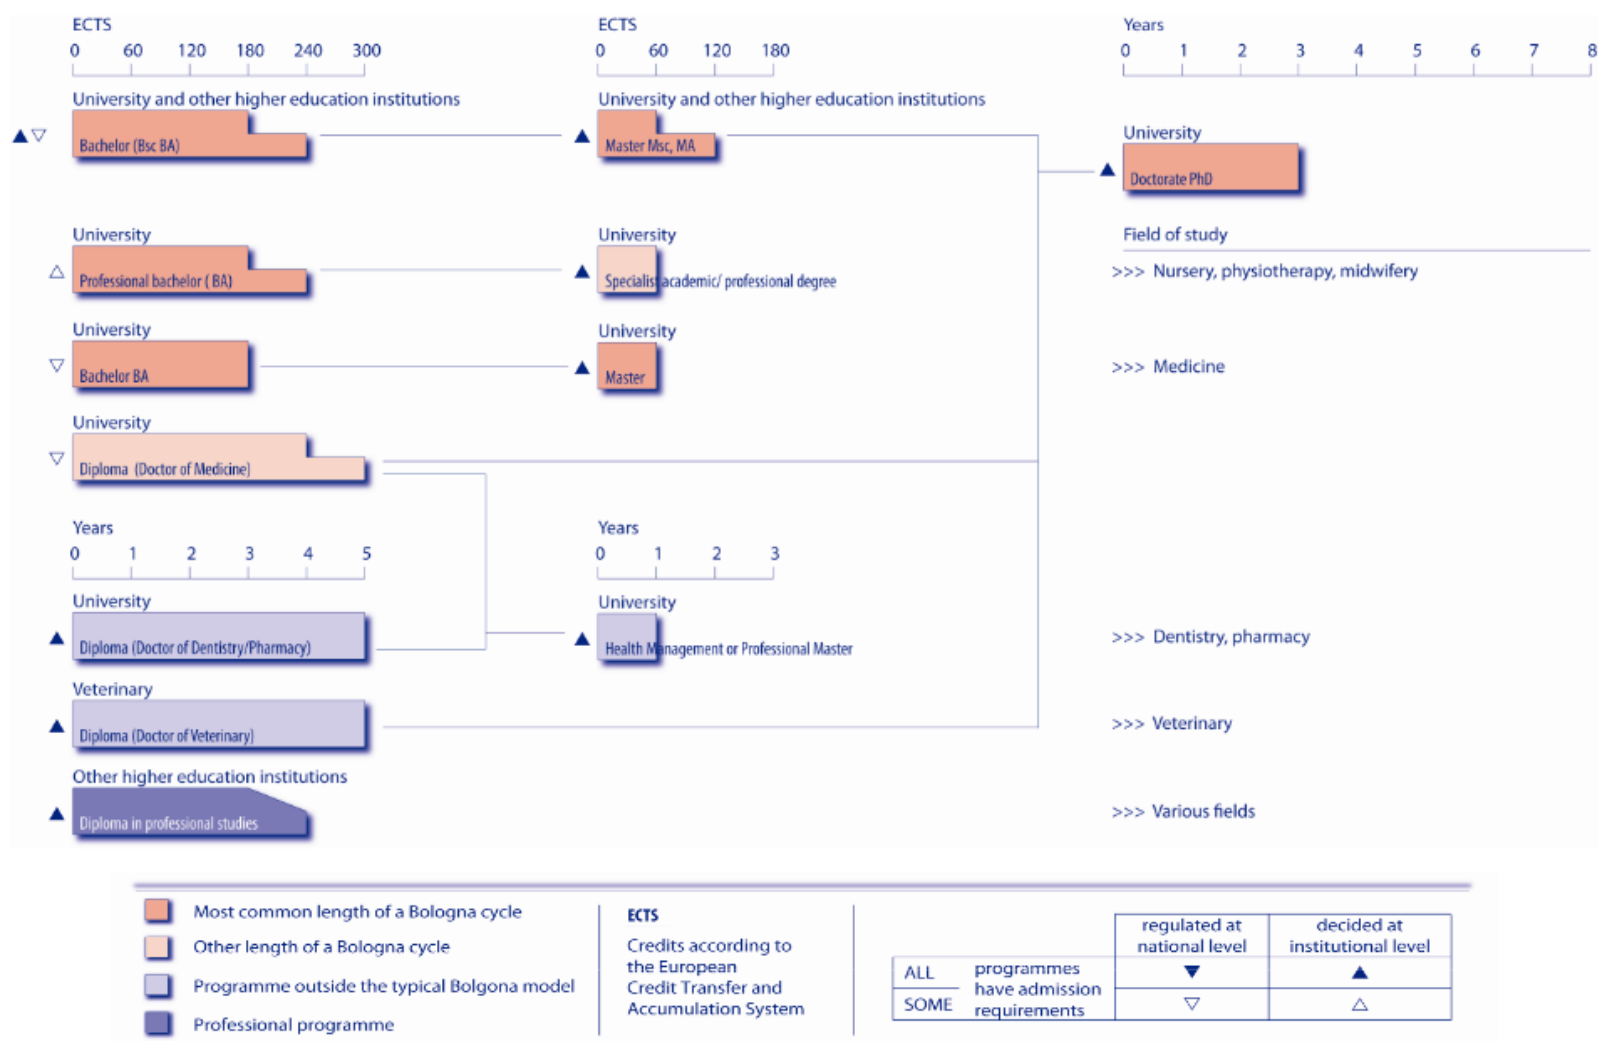 ECTS
0 60 120 180 240 300
ECTS
0 60 120 180
Years
0 1 2 3 4 5 6 7 8
University and other higher education institutions
Bachelor (Bsc BA)
University and other higher education institutions
Master Msc, MA
University
Doctorate PhD
Field of study
University
Professional bachelor ( BA)
University
Specialist academic/ professional degree
>>> Nursery, physiotherapy, midwifery
University
Bachelor BA
University
Master
>>> Medicine
University
Diploma (Doctor of Medicine)
Years
0 1 2 3 4 5
Years
0 1 2 3
University
Diploma (Doctor of Dentistry/Pharmacy)
University
Health Management or Professional Master
>>> Dentistry, pharmacy
Veterinary
Diploma (Doctor of Veterinary)
>>> Veterinary
Other higher education institutions
Diploma in professional studies
>>> Various fields
Most common length of a Bologna cycle
Other length of a Bologna cycle
Programme outside the typical Bolgona model
Professional programme
ECTS
Credits according to
the European
Credit Transfer and
Accumulation System
regulated at
national level
decided at
institutional level
ALL
SOME
programmes
have admission
requirements